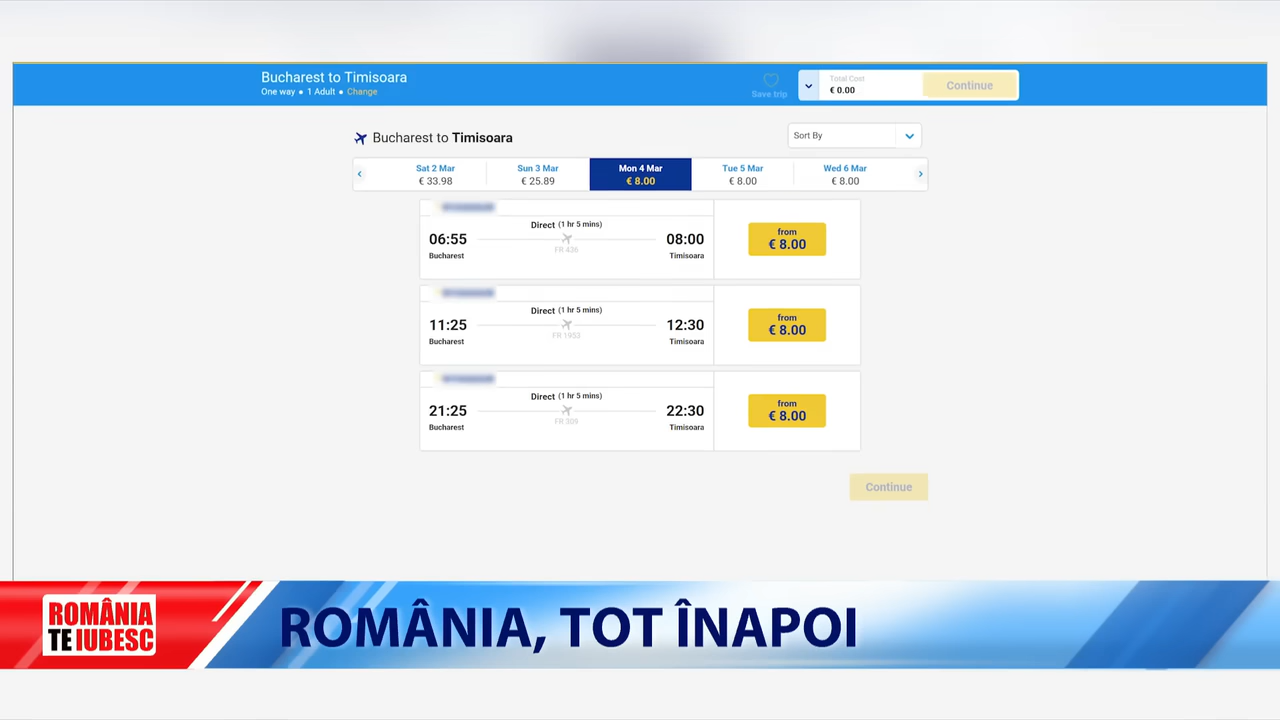 Bucharest to Timisoara
One way • 1 Adult • Change
Save trip
Total Cost
€ 0.00
Continue
Bucharest to Timisoara
Sort By
Sat 2 Mar
€ 33.98
Sun 3 Mar
€ 25.89
Mon 4 Mar
€ 8.00
Tue 5 Mar
€ 8.00
Wed 6 Mar
€ 8.00
Direct (1 hr 5 mins)
06:55
08:00
FR 436
Bucharest
Timisoara
from
€ 8.00
Direct (1 hr 5 mins)
11:25
12:30
Bucharest
Timisoara
from
€ 8.00
Direct (1 hr 5 mins)
21:25
22:30
FR 309
Bucharest
Timisoara
from
€ 8.00
Continue
ROMÂNIA
TE IUBESC
ROMÂNIA, TOT ÎNAPOI